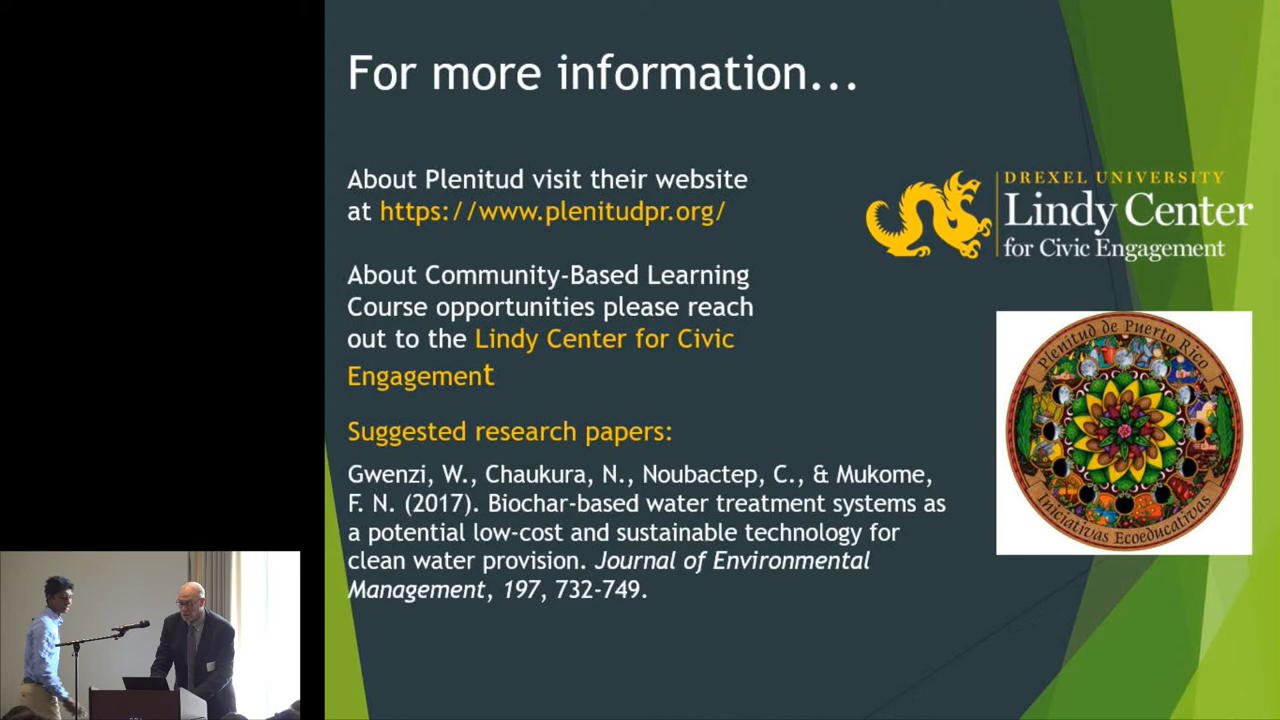 For more information...
About Plenitud visit their website
at https://www.plenitudpr.org/
About Community-Based Learning
Course opportunities please reach
out to the Lindy Center for Civic
Engagement
Suggested research papers:
Gwenzi, W., Chaukura, N., Noubactep, C., & Mukome,
F. N. (2017). Biochar-based water treatment systems as
a potential low-cost and sustainable technology for
clean water provision. Journal of Environmental
Management, 197, 732-749.
DREXEL UNIVERSITY
Lindy Center
for Civic Engagement
Plenitud de Puerto Rico
Iniciativas Ecoeducativas